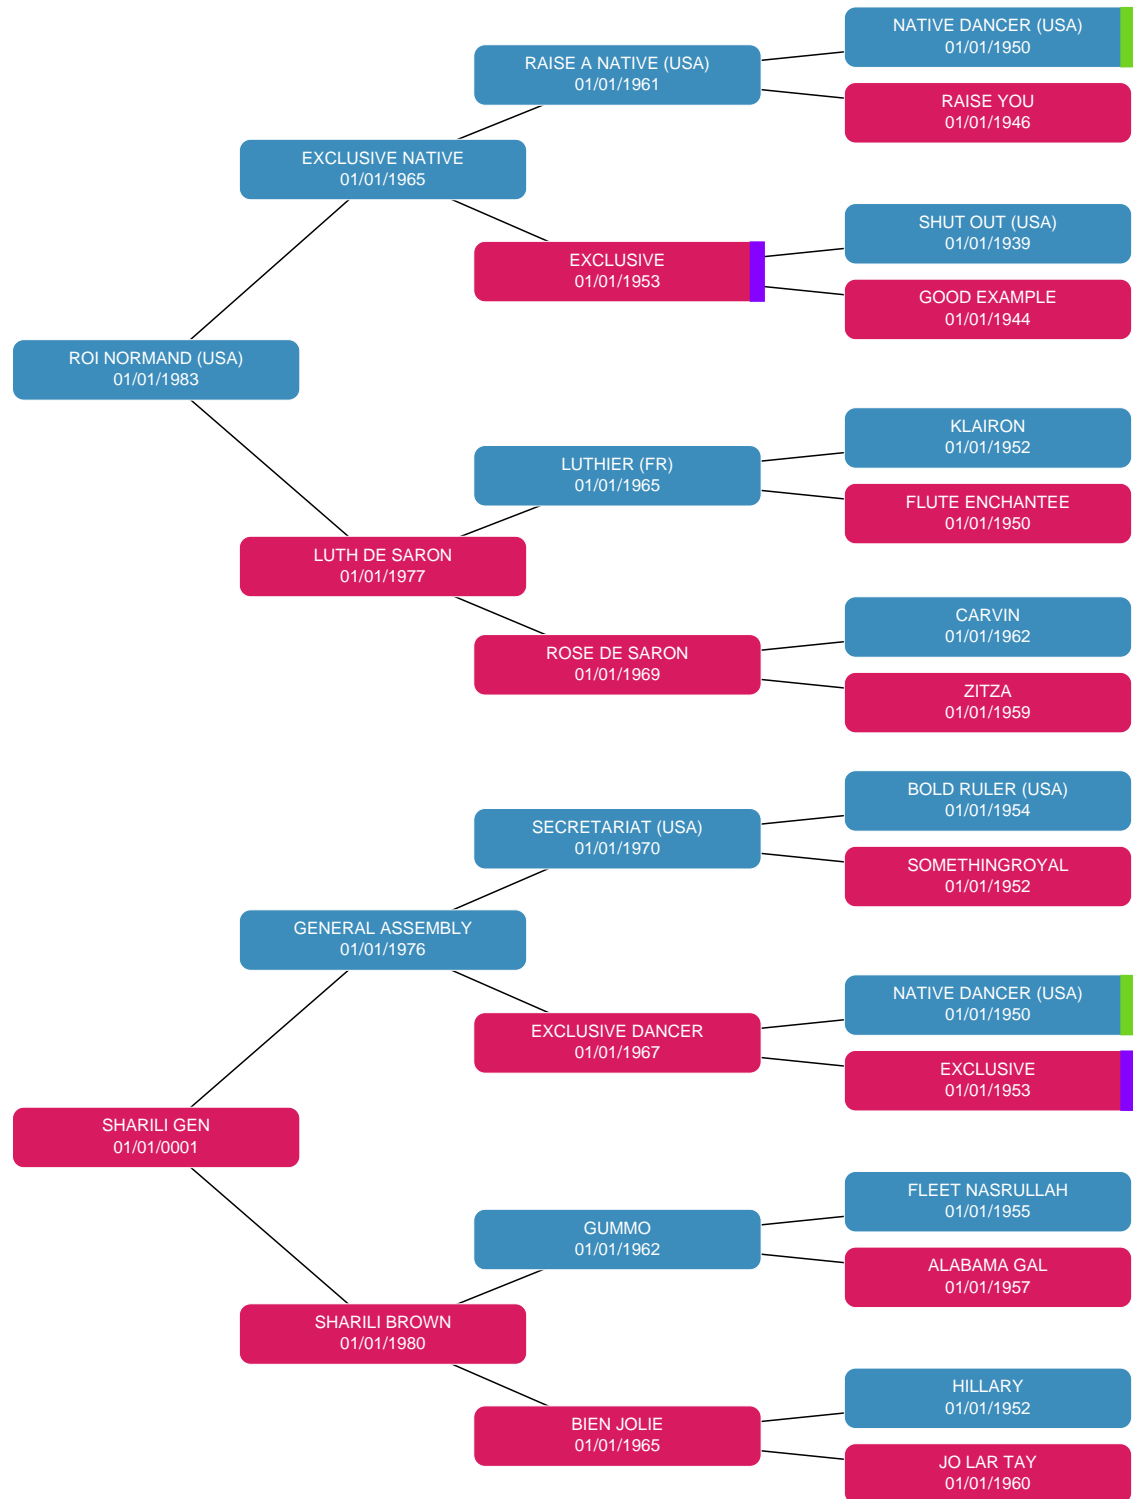 NATIVE DANCER (USA)
01/01/1950
RAISE A NATIVE (USA)
01/01/1961
RAISE YOU
01/01/1946
EXCLUSIVE NATIVE
01/01/1965
SHUT OUT (USA)
01/01/1939
EXCLUSIVE
01/01/1953
GOOD EXAMPLE
01/01/1944
ROI NORMAND (USA)
01/01/1983
KLAIRON
01/01/1952
LUTHIER (FR)
01/01/1965
FLUTE ENCHANTEE
01/01/1950
LUTH DE SARON
01/01/1977
CARVIN
01/01/1962
ROSE DE SARON
01/01/1969
ZITZA
01/01/1959
BOLD RULER (USA)
01/01/1954
SECRETARIAT (USA)
01/01/1970
SOMETHINGROYAL
01/01/1952
GENERAL ASSEMBLY
01/01/1976
NATIVE DANCER (USA)
01/01/1950
EXCLUSIVE DANCER
01/01/1967
EXCLUSIVE
01/01/1953
SHARILI GEN
01/01/0001
FLEET NASRULLAH
01/01/1955
GUMMO
01/01/1962
ALABAMA GAL
01/01/1957
SHARILI BROWN
01/01/1980
HILLARY
01/01/1952
BIEN JOLIE
01/01/1965
JO LAR TAY
01/01/1960